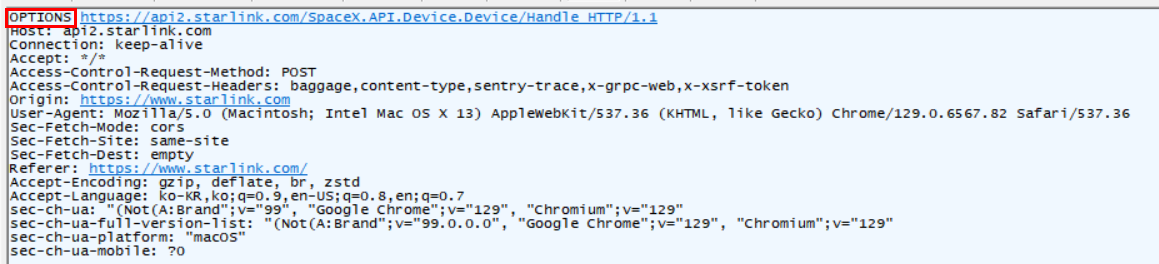 OPTIONS https://api2.starlink.com/SpaceX.API.Device.Device/Handle HTTP/1.1
Host: api2.starlink.com
Connection: keep-alive
Accept: */*
Access-Control-Request-Method: POST
Access-Control-Request-Headers: baggage,content-type,sentry-trace,x-grpc-web,x-xsrf-token
Origin: https://www.starlink.com
User-Agent: Mozilla/5.0 (Macintosh; Intel Mac OS X 13) AppleWebKit/537.36 (KHTML, like Gecko) Chrome/129.0.6567.82 Safari/537.36
Sec-Fetch-Mode: cors
Sec-Fetch-Site: same-site
Sec-Fetch-Dest: empty
Referer: https://www.starlink.com/
Accept-Encoding: gzip, deflate, br, zstd
Accept-Language: ko-KR,ko;q=0.9,en-US;q=0.8,en;q=0.7
sec-ch-ua: "(Not(A:Brand";v="99", "Google Chrome";v="129", "Chromium";v="129"
sec-ch-ua-full-version-list: "(Not(A:Brand";v="99.0.0.0", "Google Chrome";v="129", "Chromium";v="129"
sec-ch-ua-platform: "macOS"
sec-ch-ua-mobile: ?0